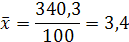 x̄ = 340,3/100 = 3,4